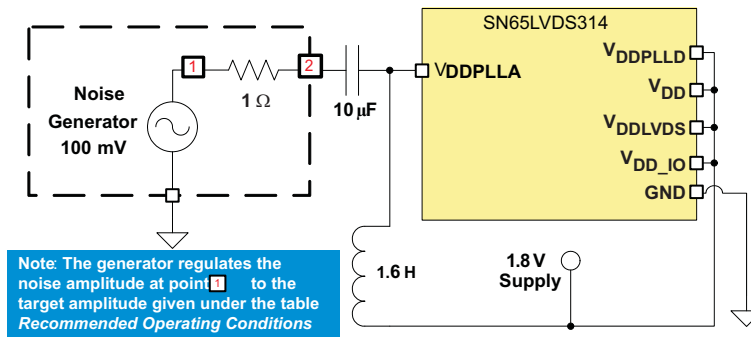 SN65LVDS314
VDDPLLD
VDD
VDDLVDS
VDD_IO
GND
VDDPLLA
1
2
1 Ω
10 µF
Noise
Generator
100 mV
1.6 H
1.8 V
Supply
Note: The generator regulates the
noise amplitude at point 1 to the
target amplitude given under the table
Recommended Operating Conditions